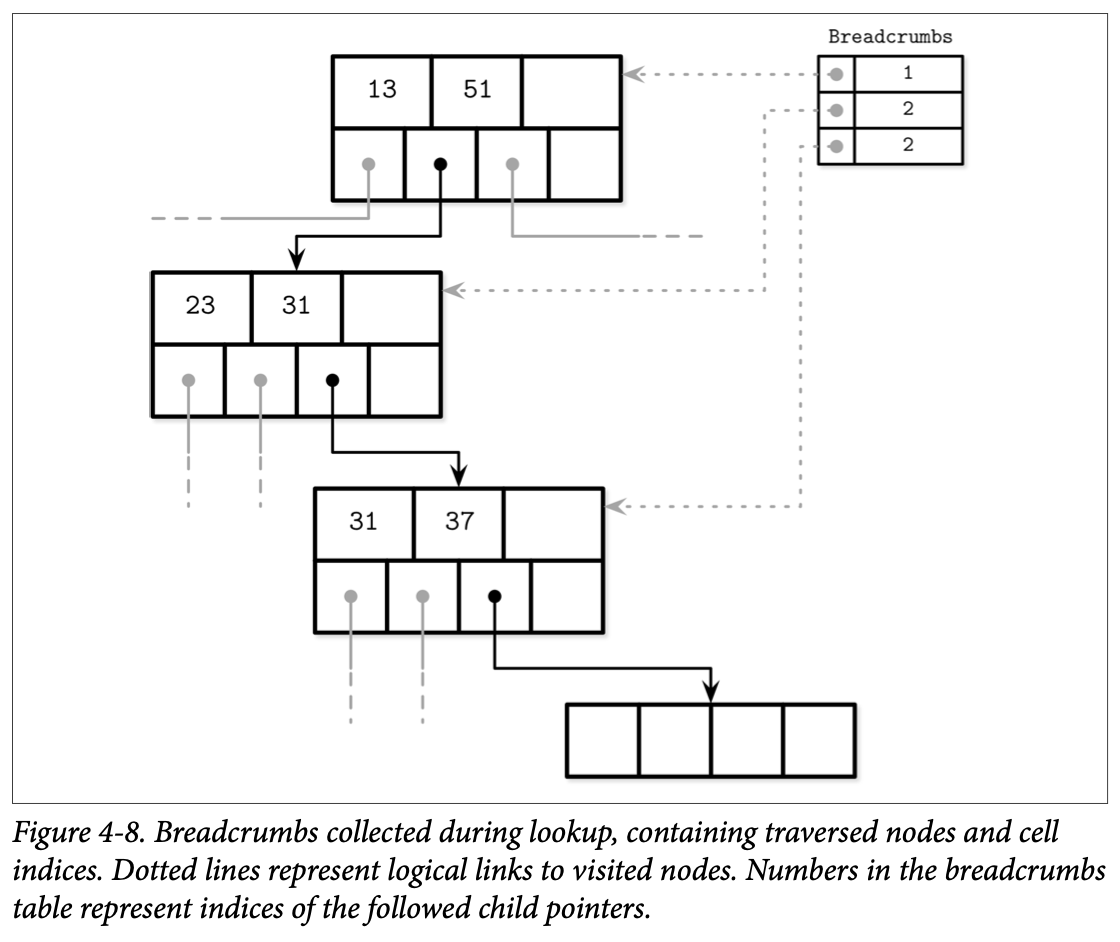 Breadcrumbs
1
2
2
13 51
23 31
31 37
Figure 4-8. Breadcrumbs collected during lookup, containing traversed nodes and cell
indices. Dotted lines represent logical links to visited nodes. Numbers in the breadcrumbs
table represent indices of the followed child pointers.